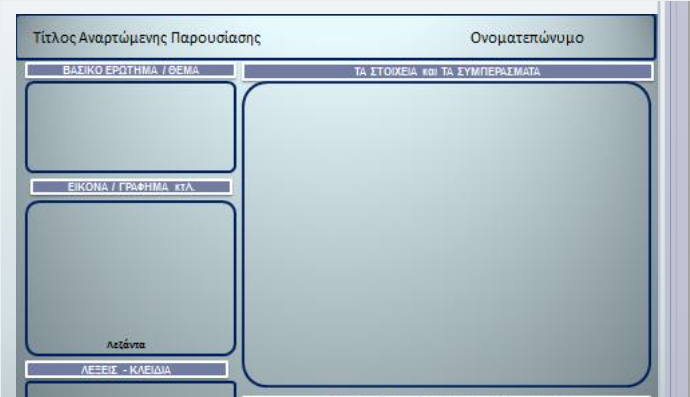 Τίτλος Αναρτώμενης Παρουσίασης Ονοματεπώνυμο
ΒΑΣΙΚΟ ΕΡΩΤΗΜΑ / ΘΕΜΑ
ΤΑ ΣΤΟΙΧΕΙΑ και ΤΑ ΣΥΜΠΕΡΑΣΜΑΤΑ
ΕΙΚΟΝΑ / ΓΡΑΦΗΜΑ κτλ.
Λεζάντα
ΛΕΞΕΙΣ - ΚΛΕΙΔΙΑ